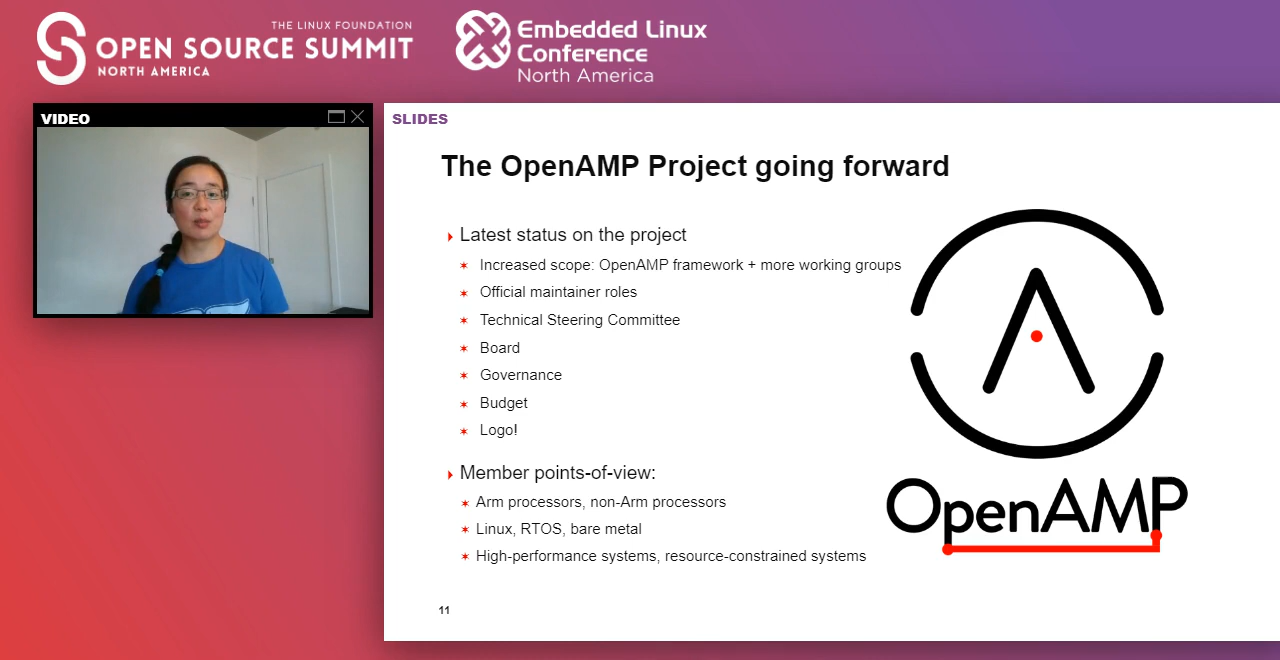 THE LINUX FOUNDATION
OPEN SOURCE SUMMIT
NORTH AMERICA
Embedded Linux
Conference
North America
VIDEO
SLIDES
The OpenAMP Project going forward
Latest status on the project
Increased scope: OpenAMP framework + more working groups
Official maintainer roles
Technical Steering Committee
Board
Governance
Budget
Logo!
Member points-of-view:
Arm processors, non-Arm processors
Linux, RTOS, bare metal
High-performance systems, resource-constrained systems
OpenAMP
11